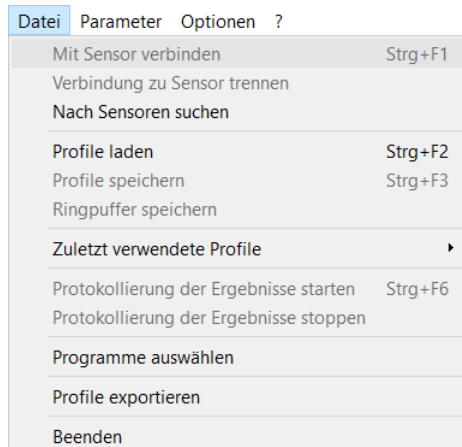 Datei Parameter Optionen ?
Mit Sensor verbinden Strg+F1
Verbindung zu Sensor trennen
Nach Sensoren suchen
Profile laden Strg+F2
Profile speichern Strg+F3
Ringpuffer speichern
Zuletzt verwendete Profile
Protokollierung der Ergebnisse starten Strg+F6
Protokollierung der Ergebnisse stoppen
Programme auswählen
Profile exportieren
Beenden